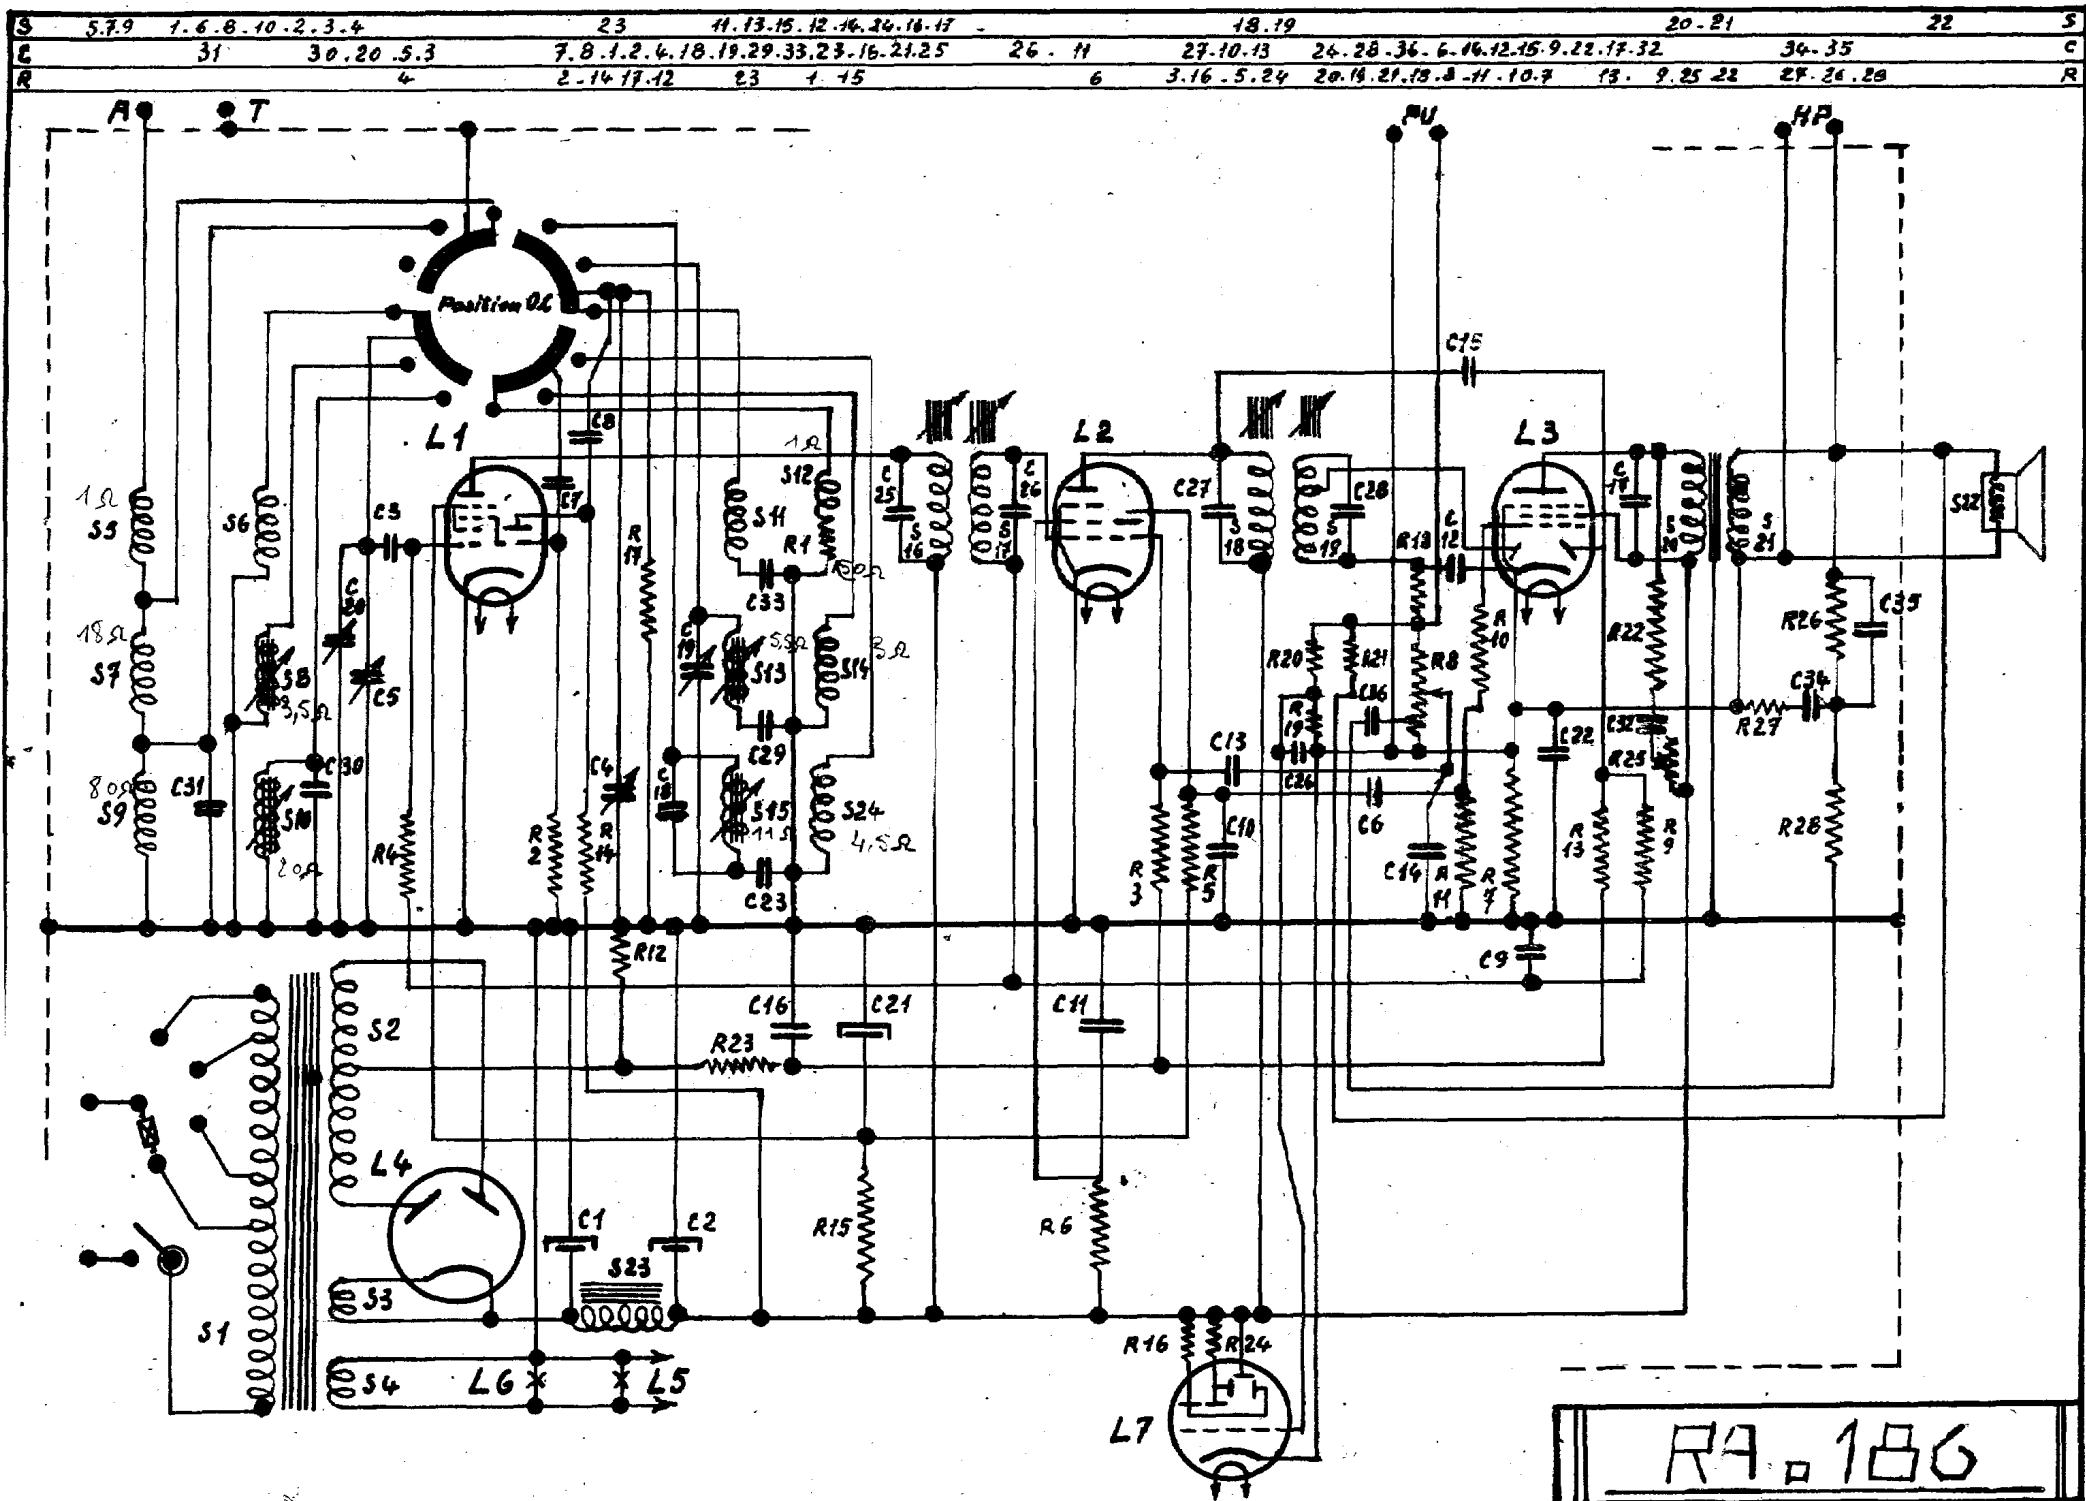 S 5.7.9 1.6.8.10.2.3.4 23 11.13.15.12.14.24.16.17 18.19 20-21 22 S
C 31 30.20.5.3 7.8.1.2.4.18.19.29.33.23.16.21.25 26.11 27.10.13 24.28.36.6.14.12.15.9.22.17.32 34-35 C
R 4 2-14 17.12 23 1 15 6 3.16.5.24 20.19.21.18.8-11.10.7 13. 9.25 22 27-26.28 R
A T PU HP
Position O.C
C15
L1 C8 L2 L3
1Ω S12 C25 C26 C27 C28 C17
1Ω S5 S6 C3 C7 S11 R1 S16 S17 S18 S19 R18 C12 S20 S21 S22
R17 150Ω
C33
C20 C35
18Ω S7 S8 3,5Ω C5 C19 5,5Ω S13 S14 3Ω R20 R21 R8 R10 R22 R26
C36 C34
C29 R19 C13 C22 C32 R27
80Ω S9 C31 S10 C30 C4 C18 S15 11Ω S24 4,5Ω C26 R25
C6 C10 R28
20Ω R4 R2 R14 C23 R3 R5 C14 R11 R7 R13 R9
R12 C9
S2 C16 C21 C11
R23
L4
C1 C2 R15 R6
S23
S3
S1 R16 R24
S4 L6 L5
L7
RA.186